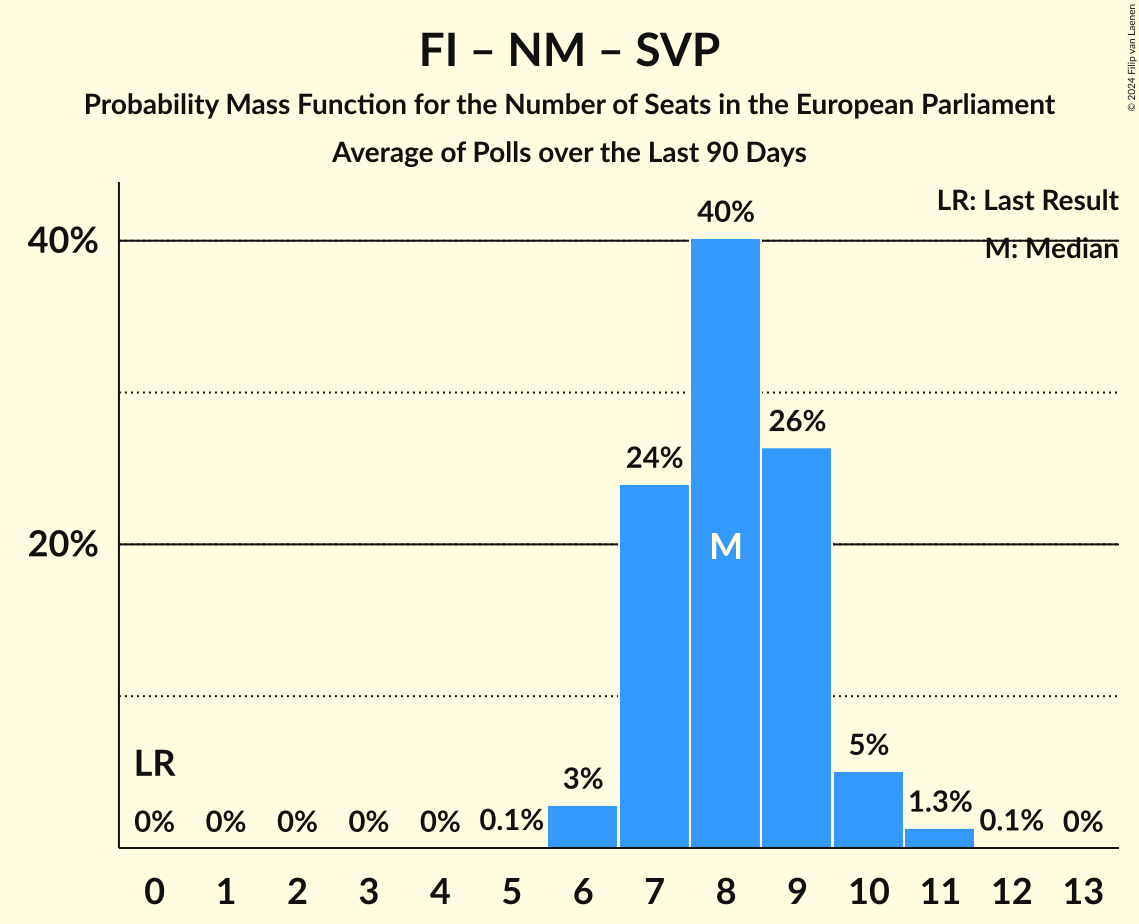 FI – NM – SVP
Probability Mass Function for the Number of Seats in the European Parliament
Average of Polls over the Last 90 Days
© 2024 Filip van Laenen
LR: Last Result
M: Median
40%
20%
40%
26%
24%
M
LR
0%
0%
0%
0%
0%
0.1%
3%
5%
1.3%
0.1%
0%
0 1 2 3 4 5 6 7 8 9 10 11 12 13